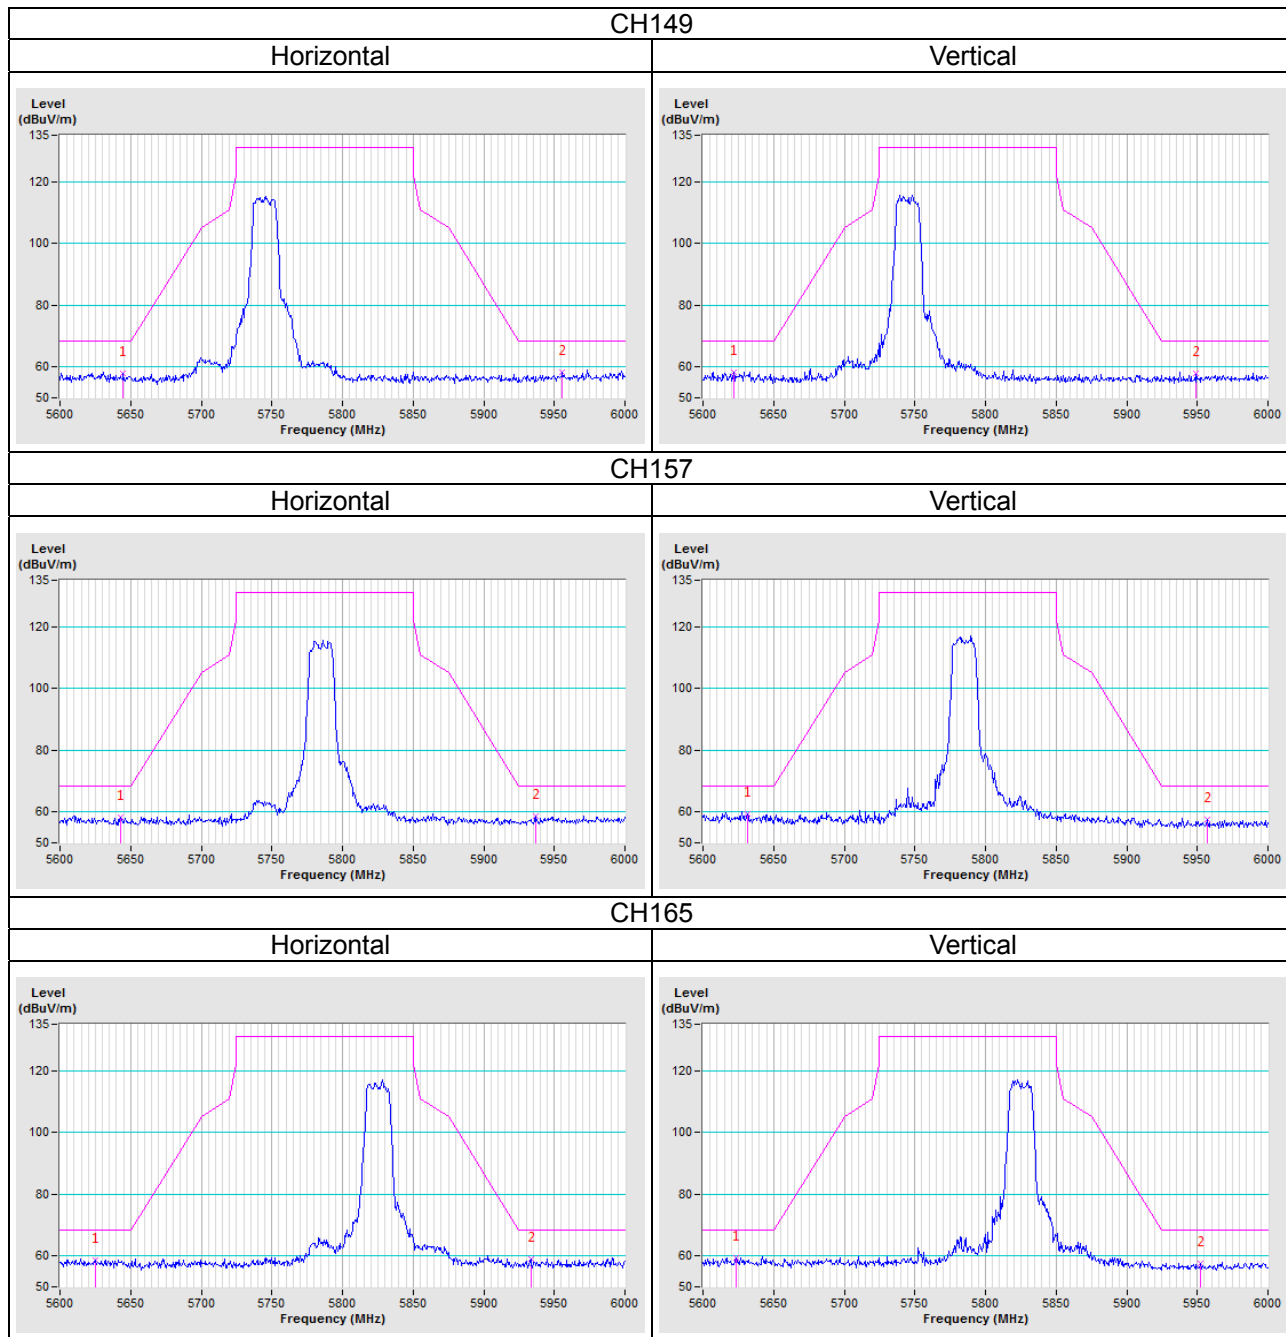 CH149
Horizontal Vertical
Level Level
(dBuV/m) (dBuV/m)
135 135
120 120
100 100
80 80
60 60
1 2 1 2
50 50
5600 5650 5700 5750 5800 5850 5900 5950 6000 5600 5650 5700 5750 5800 5850 5900 5950 6000
Frequency (MHz) Frequency (MHz)
CH157
Horizontal Vertical
Level Level
(dBuV/m) (dBuV/m)
135 135
120 120
100 100
80 80
1 2 1 2
60 60
50 50
5600 5650 5700 5750 5800 5850 5900 5950 6000 5600 5650 5700 5750 5800 5850 5900 5950 6000
Frequency (MHz) Frequency (MHz)
CH165
Horizontal Vertical
Level Level
(dBuV/m) (dBuV/m)
135 135
120 120
100 100
80 80
1 2 1 2
60 60
50 50
5600 5650 5700 5750 5800 5850 5900 5950 6000 5600 5650 5700 5750 5800 5850 5900 5950 6000
Frequency (MHz) Frequency (MHz)